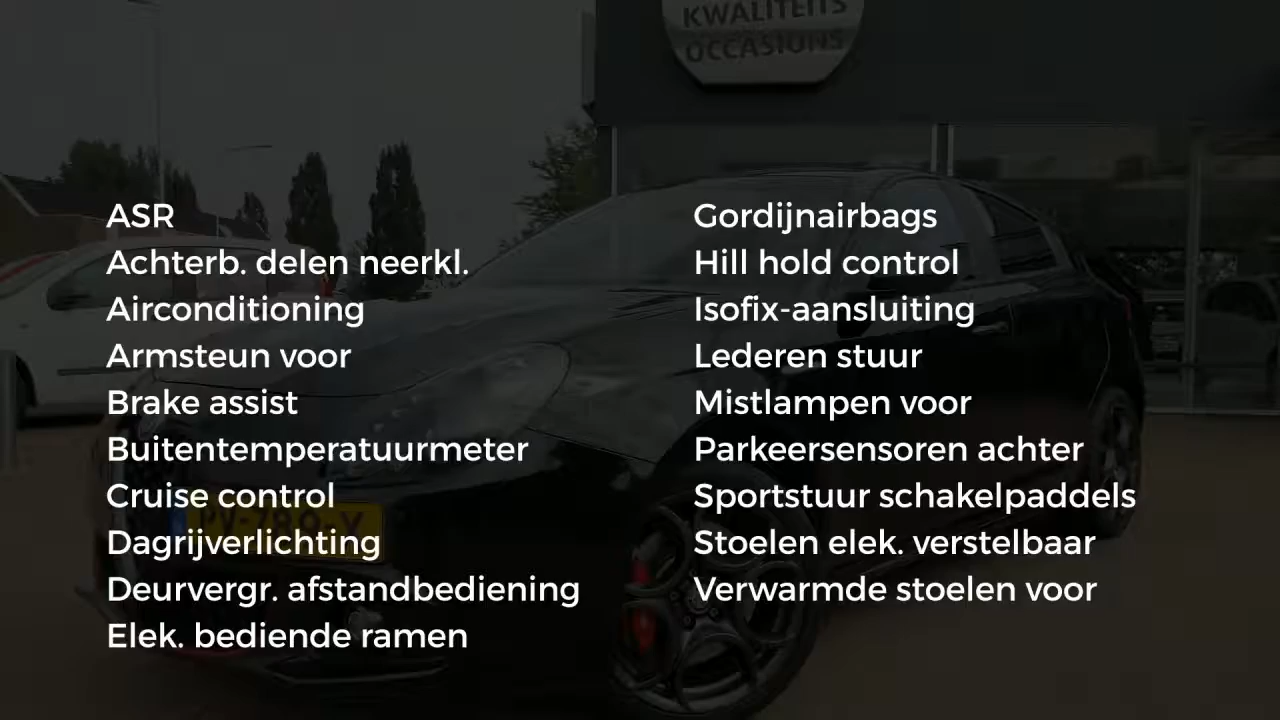 KWALITEITS
OCCASIONS
ASR
Achterb. delen neerkl.
Airconditioning
Armsteun voor
Brake assist
Buitentemperatuurmeter
Cruise control
Dagrijverlichting
Deurvergr. afstandbediening
Elek. bediende ramen
Gordijnairbags
Hill hold control
Isofix-aansluiting
Lederen stuur
Mistlampen voor
Parkeersensoren achter
Sportstuur schakelpaddels
Stoelen elek. verstelbaar
Verwarmde stoelen voor